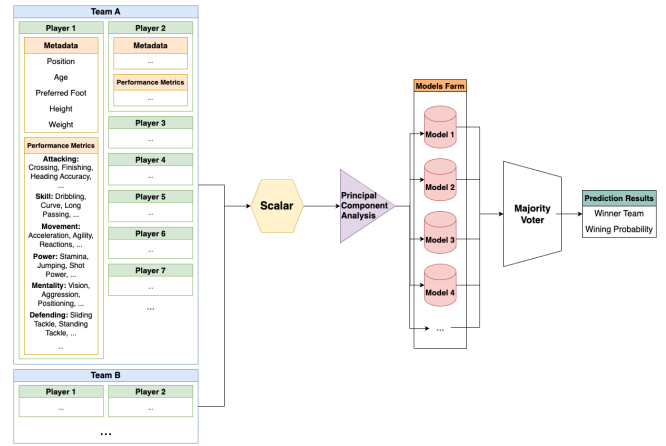 Team A
Player 1
Metadata
Position
Age
Preferred Foot
Height
Weight
Performance Metrics
Attacking:
Crossing, Finishing,
Heading Accuracy,
...
Skill: Dribbling,
Curve, Long
Passing, ...
Movement:
Acceleration, Agility,
Reactions, ...
Power: Stamina,
Jumping, Shot
Power, ...
Mentality: Vision,
Aggression,
Positioning, ...
Defending: Sliding
Tackle, Standing
Tackle, ...
...
Player 2
Metadata
...
Performance Metrics
...
Player 3
...
Player 4
...
Player 5
...
Player 6
...
Player 7
...
...
Team B
Player 1
...
Player 2
...
...
Scalar
Principal
Component
Analysis
Models Farm
Model 1
Model 2
Model 3
Model 4
...
Majority
Voter
Prediction Results
Winner Team
Wining Probability